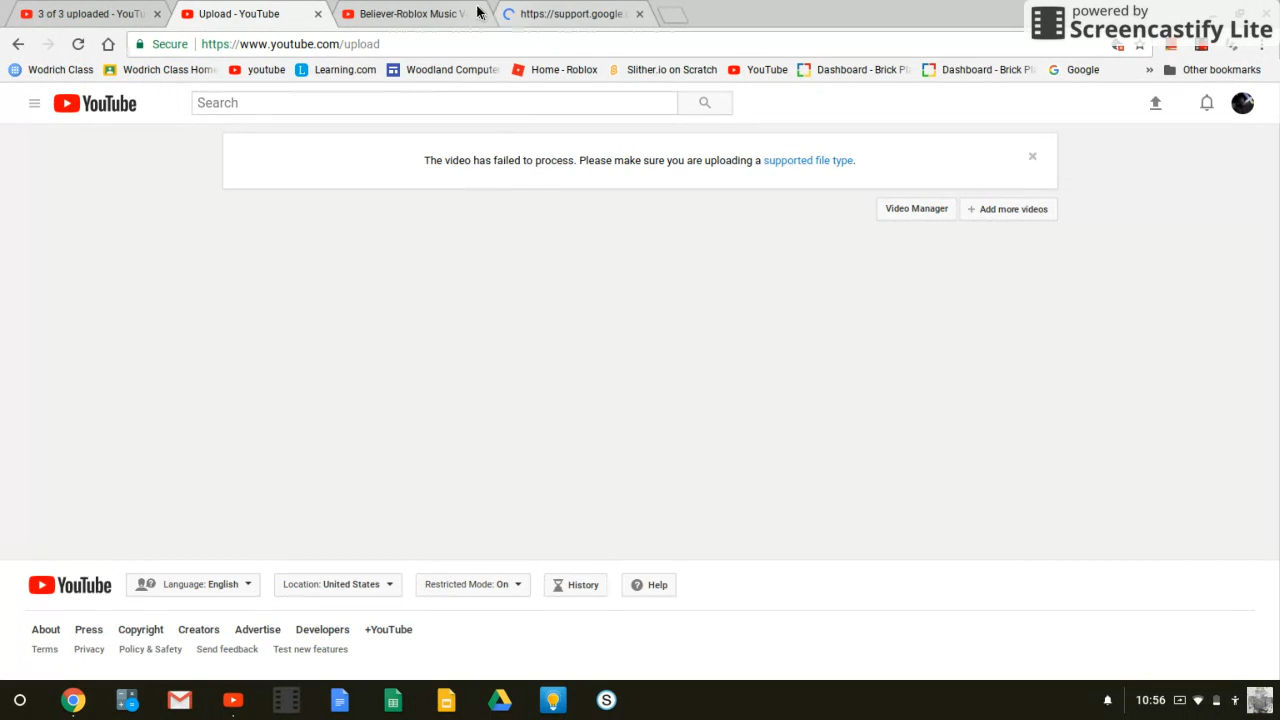 3 of 3 uploaded - YouTu
Upload - YouTube
Believer-Roblox Music V
https://support.google.c
powered by
Screencastify Lite
Secure
https://www.youtube.com/upload
Wodrich Class
Wodrich Class Home
youtube
Learning.com
Woodland Compute
Home - Roblox
Slither.io on Scratch
YouTube
Dashboard - Brick Pl
Dashboard - Brick Pl
Google
»
Other bookmarks
YouTube
Search
The video has failed to process. Please make sure you are uploading a supported file type.
Video Manager
+ Add more videos
YouTube
Language: English
Location: United States
Restricted Mode: On
History
Help
About
Press
Copyright
Creators
Advertise
Developers
+YouTube
Terms
Privacy
Policy & Safety
Send feedback
Test new features
10:56